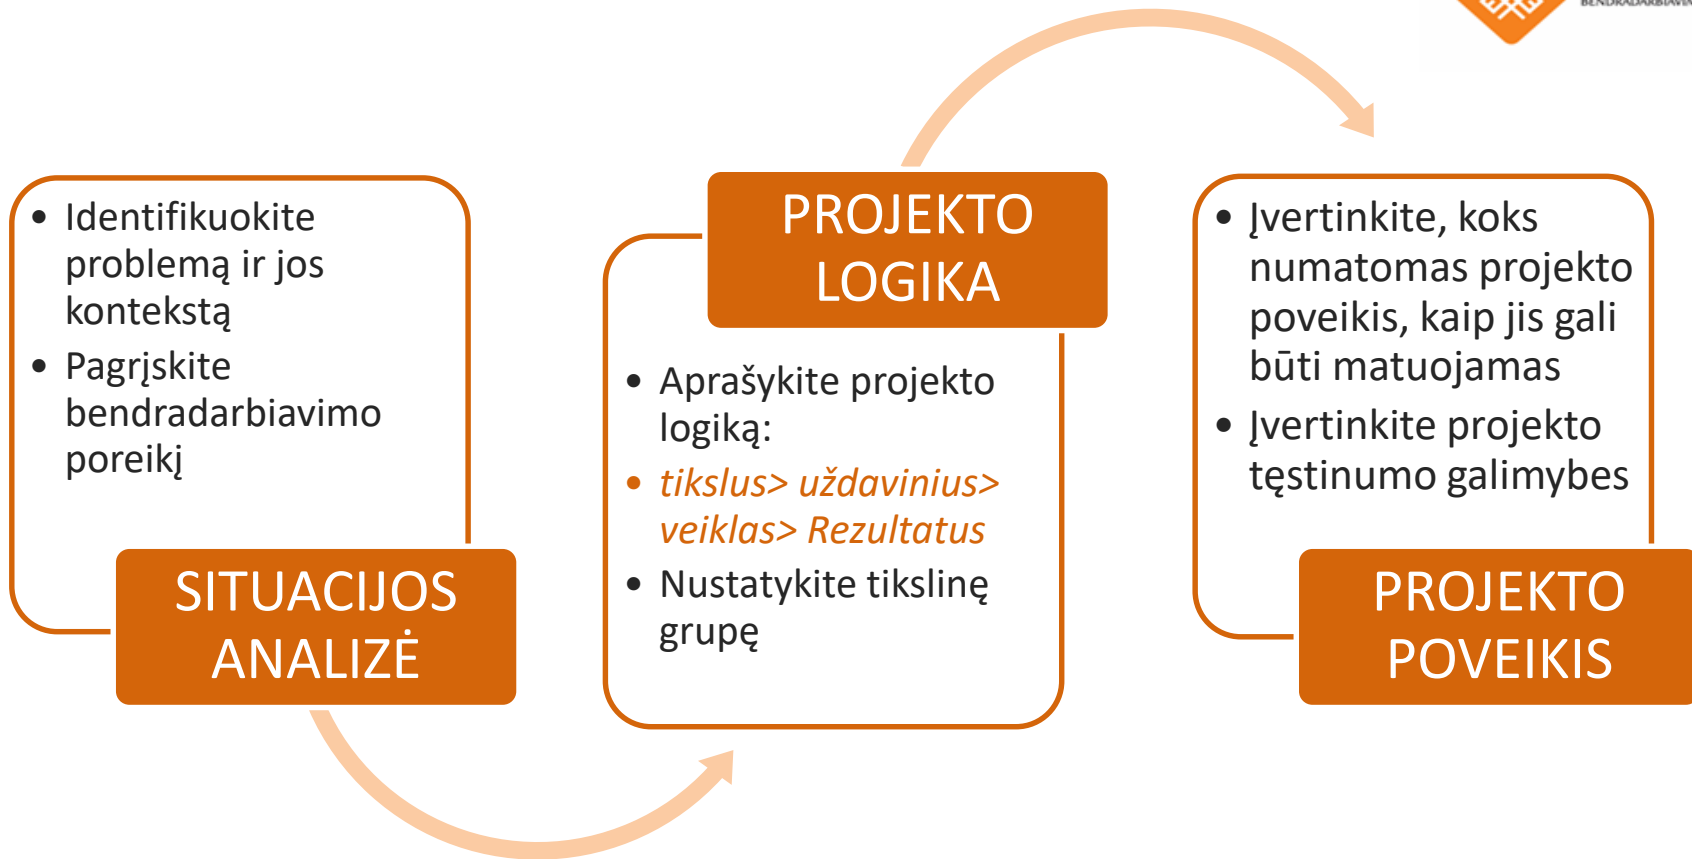 • Identifikuokite
problemą ir jos
kontekstą
• Pagrįskite
bendradarbiavimo
poreikį
SITUACIJOS
ANALIZĖ
PROJEKTO
LOGIKA
• Aprašykite projekto
logiką:
• tikslus> uždavinius>
veiklas> Rezultatus
• Nustatykite tikslinę
grupę
• Įvertinkite, koks
numatomas projekto
poveikis, kaip jis gali
būti matuojamas
• Įvertinkite projekto
tęstinumo galimybes
PROJEKTO
POVEIKIS